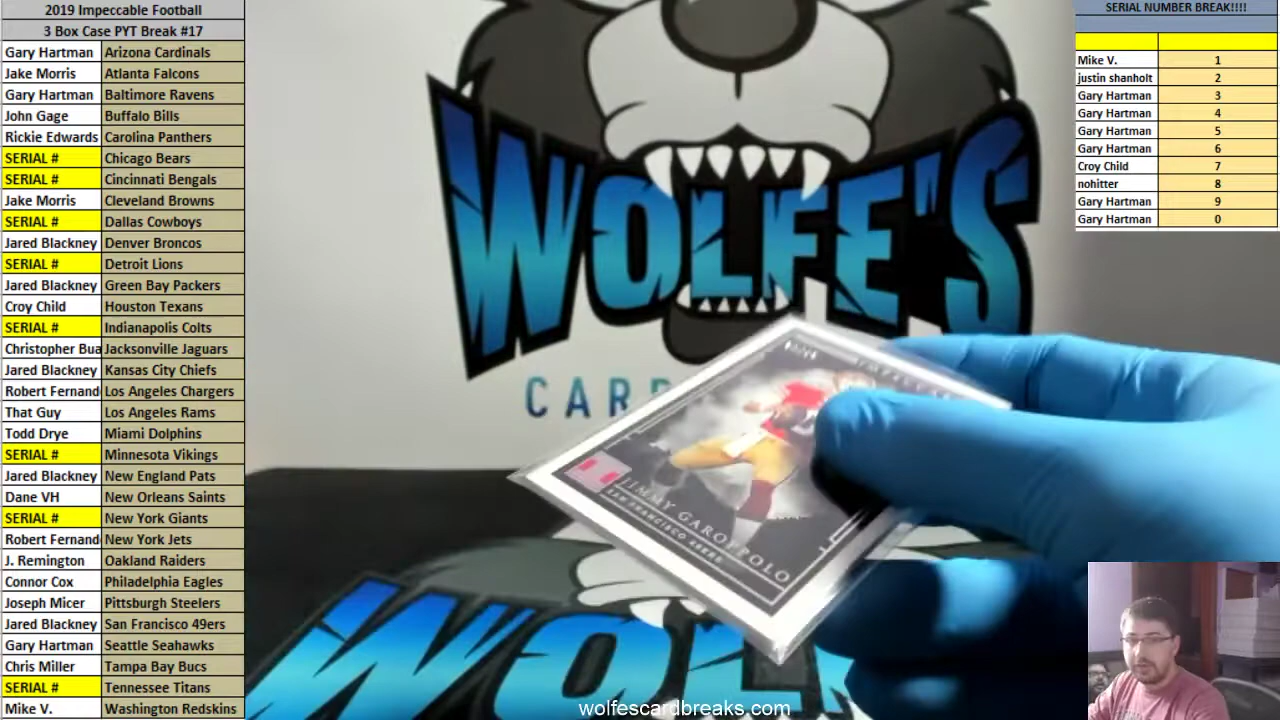 2019 Impeccable Football
3 Box Case PYT Break #17
Gary Hartman Arizona Cardinals
Jake Morris Atlanta Falcons
Gary Hartman Baltimore Ravens
John Gage Buffalo Bills
Rickie Edwards Carolina Panthers
SERIAL # Chicago Bears
SERIAL # Cincinnati Bengals
Jake Morris Cleveland Browns
SERIAL # Dallas Cowboys
Jared Blackney Denver Broncos
SERIAL # Detroit Lions
Jared Blackney Green Bay Packers
Croy Child Houston Texans
SERIAL # Indianapolis Colts
Christopher Bua Jacksonville Jaguars
Jared Blackney Kansas City Chiefs
Robert Fernand Los Angeles Chargers
That Guy Los Angeles Rams
Todd Drye Miami Dolphins
SERIAL # Minnesota Vikings
Jared Blackney New England Pats
Dane VH New Orleans Saints
SERIAL # New York Giants
Robert Fernand New York Jets
J. Remington Oakland Raiders
Connor Cox Philadelphia Eagles
Joseph Micer Pittsburgh Steelers
Jared Blackney San Francisco 49ers
Gary Hartman Seattle Seahawks
Chris Miller Tampa Bay Bucs
SERIAL # Tennessee Titans
Mike V. Washington Redskins
SERIAL NUMBER BREAK!!!!
Mike V. 1
justin shanholt 2
Gary Hartman 3
Gary Hartman 4
Gary Hartman 5
Gary Hartman 6
Croy Child 7
nohitter 8
Gary Hartman 9
Gary Hartman 0
WOLFE'S
CARD
JIMMY GAROPPOLO
SAN FRANCISCO 49ERS
WOL
wolfescardbreaks.com